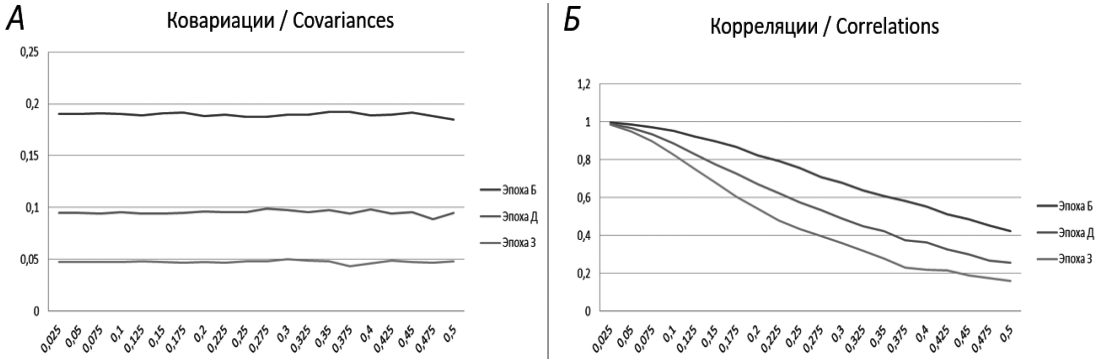 А
Ковариации / Covariances
0,25
0,2
0,15
0,1
0,05
0
0,025 0,05 0,075 0,1 0,125 0,15 0,175 0,2 0,225 0,25 0,275 0,3 0,325 0,35 0,375 0,4 0,425 0,45 0,475 0,5
Эпоха Б
Эпоха Д
Эпоха З
Б
Корреляции / Correlations
1,2
1
0,8
0,6
0,4
0,2
0
0,025 0,05 0,075 0,1 0,125 0,15 0,175 0,2 0,225 0,25 0,275 0,3 0,325 0,35 0,375 0,4 0,425 0,45 0,475 0,5
Эпоха Б
Эпоха Д
Эпоха З